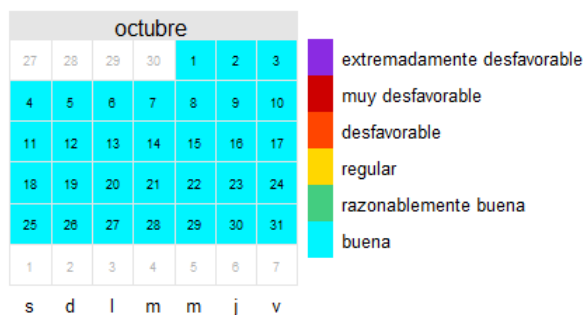 octubre
27 28 29 30 1 2 3
4 5 6 7 8 9 10
11 12 13 14 15 16 17
18 19 20 21 22 23 24
25 26 27 28 29 30 31
1 2 3 4 5 6 7
s d l m m j v
extremadamente desfavorable
muy desfavorable
desfavorable
regular
razonablemente buena
buena